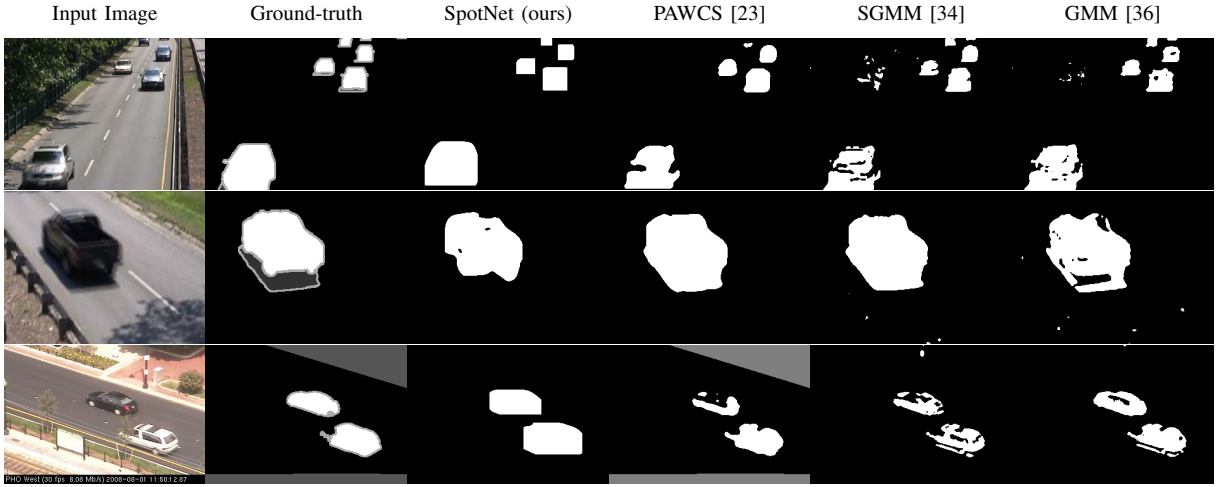 Input Image Ground-truth SpotNet (ours) PAWCS [23] SGMM [34] GMM [36]
PHO West (30 fps 8.08 Mb/s) 2008-08-01 11:50:12.87